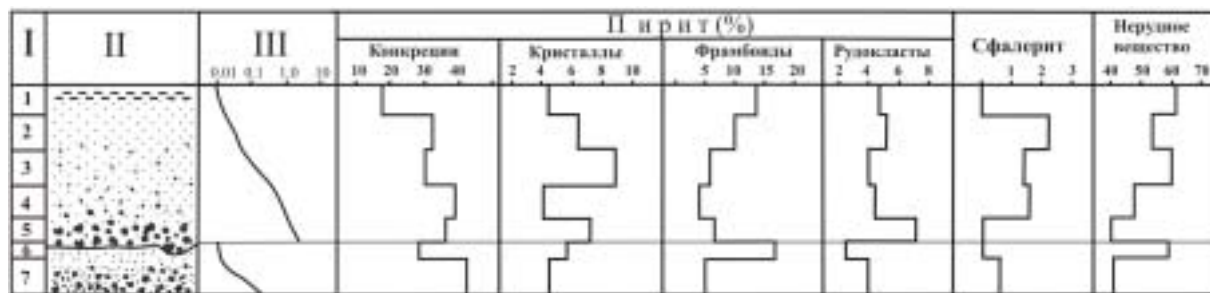 I II III П и р и т (%) Сфалерит Нерудное
вещество
Конкреции Кристаллы Фрамбоиды Рудокласты
0,01 0,1 1,0 10 10 20 30 40 2 4 6 8 10 5 10 15 20 2 4 6 8 1 2 3 40 50 60 70
1
2
3
4
5
6
7